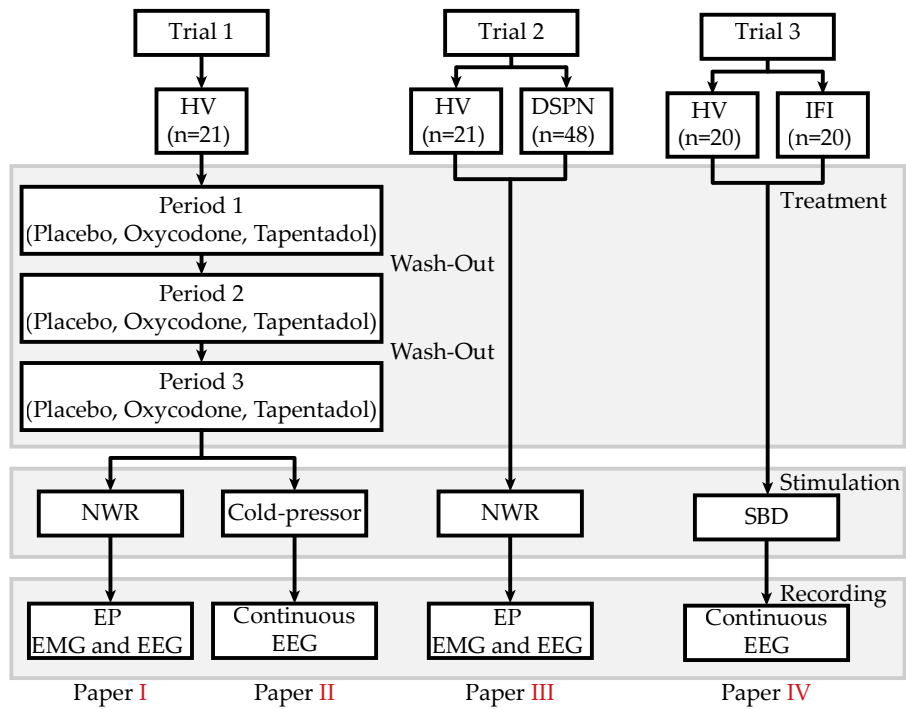 Trial 1
Trial 2
Trial 3
HV
(n=21)
HV
(n=21)
DSPN
(n=48)
HV
(n=20)
IFI
(n=20)
Treatment
Period 1
(Placebo, Oxycodone, Tapentadol)
Wash-Out
Period 2
(Placebo, Oxycodone, Tapentadol)
Wash-Out
Period 3
(Placebo, Oxycodone, Tapentadol)
Stimulation
NWR
Cold-pressor
NWR
SBD
Recording
EP
EMG and EEG
Continuous
EEG
EP
EMG and EEG
Continuous
EEG
Paper I
Paper II
Paper III
Paper IV